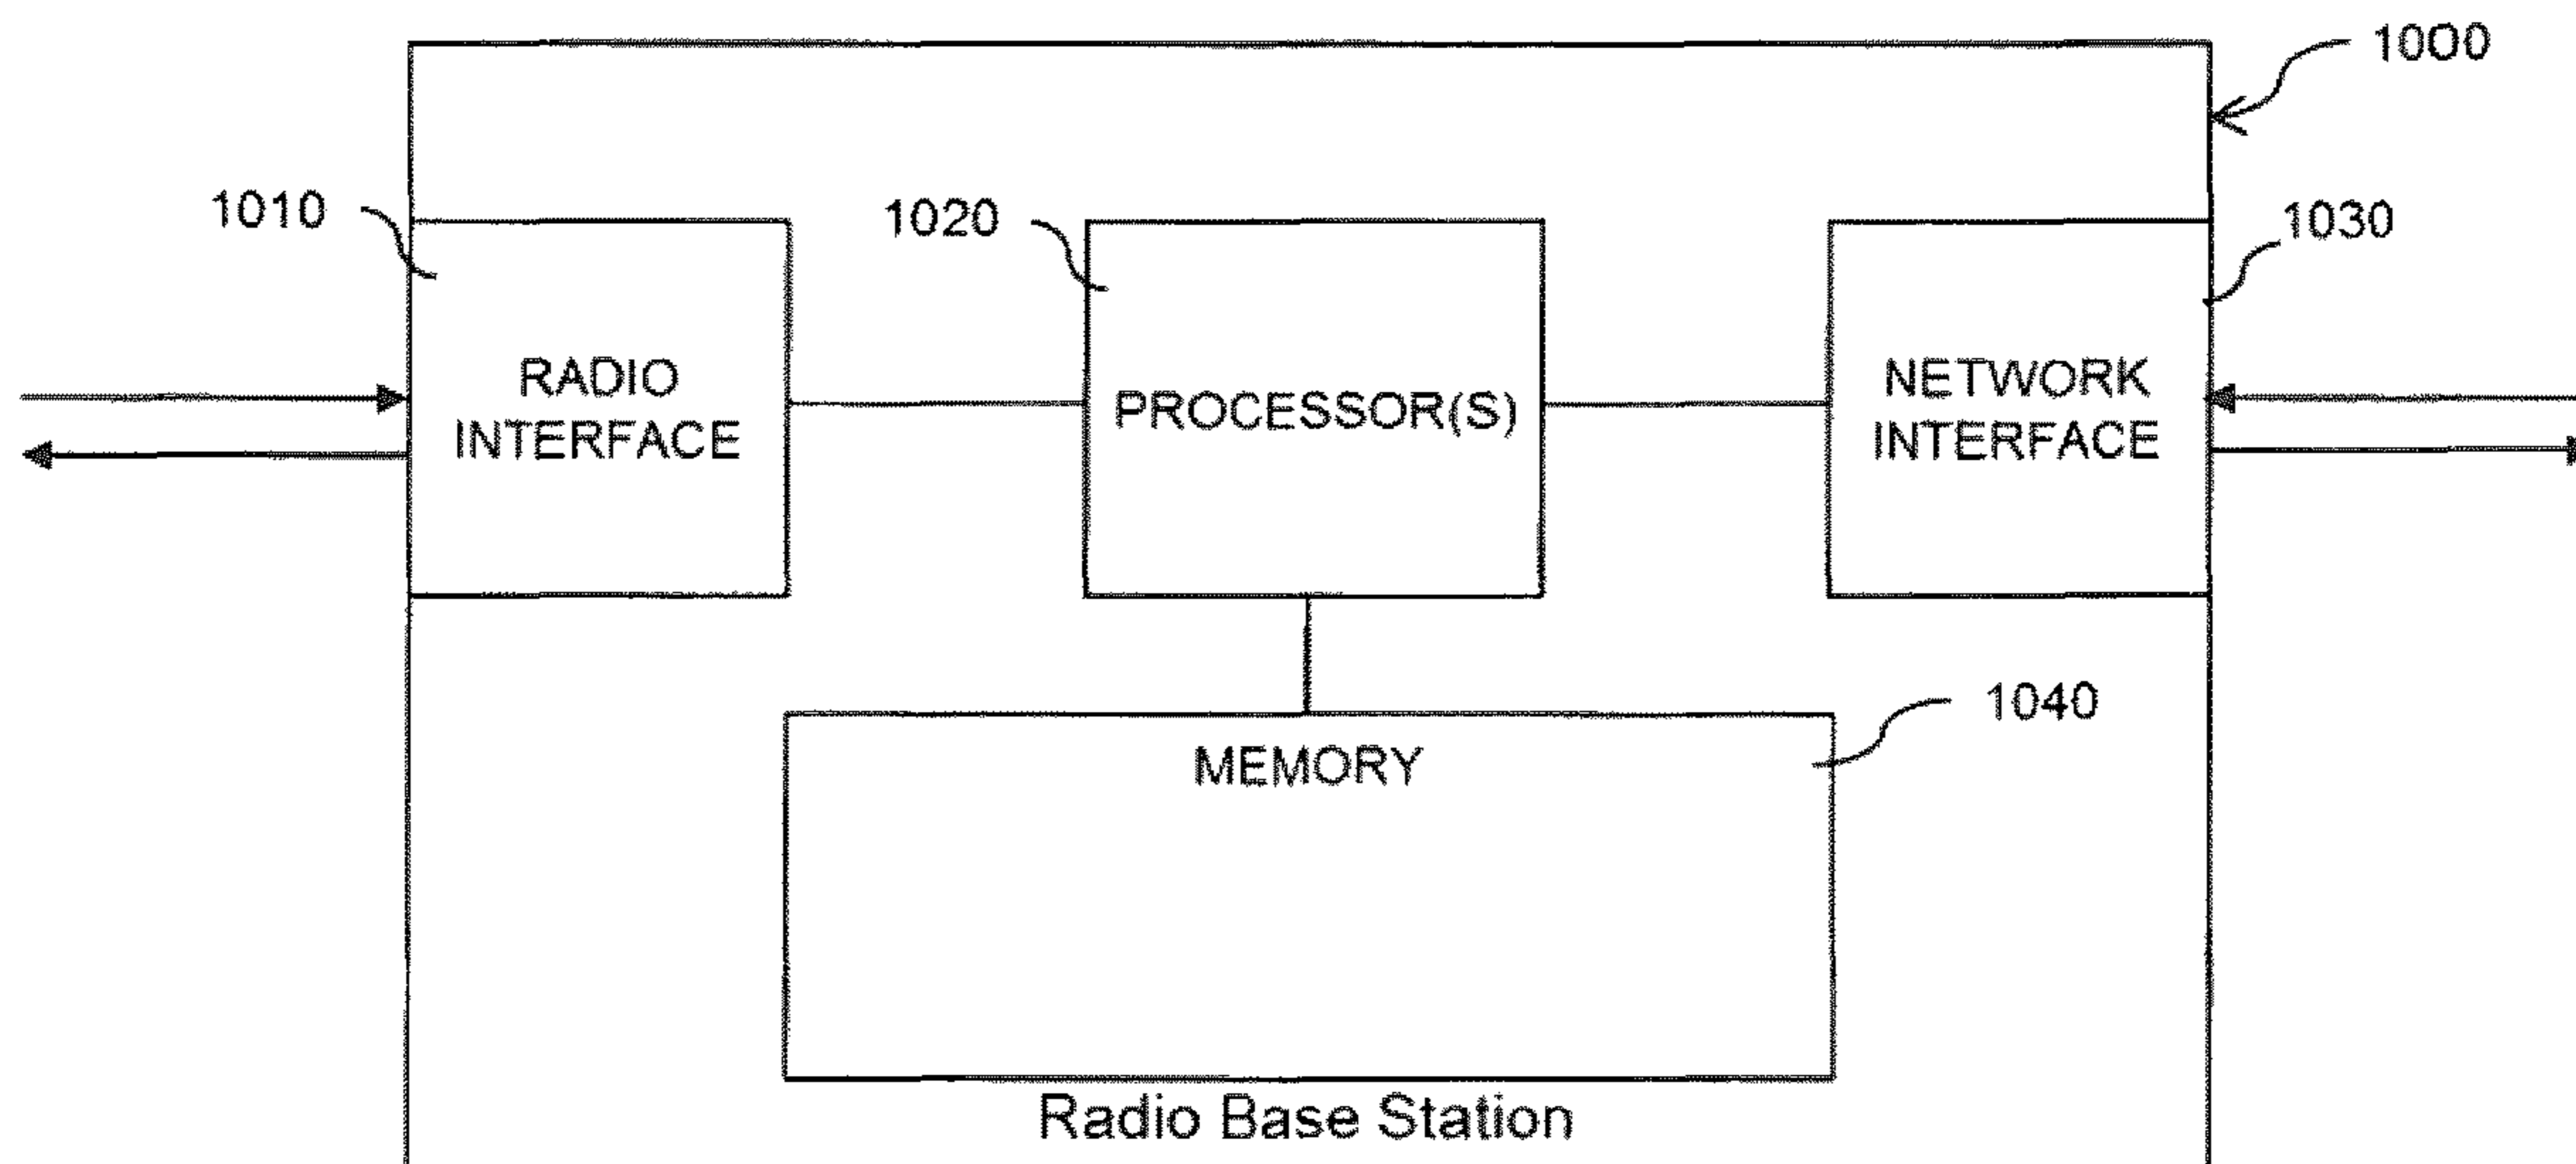 1000
1010
1020
1030
RADIO
INTERFACE
PROCESSOR(S)
NETWORK
INTERFACE
1040
MEMORY
Radio Base Station